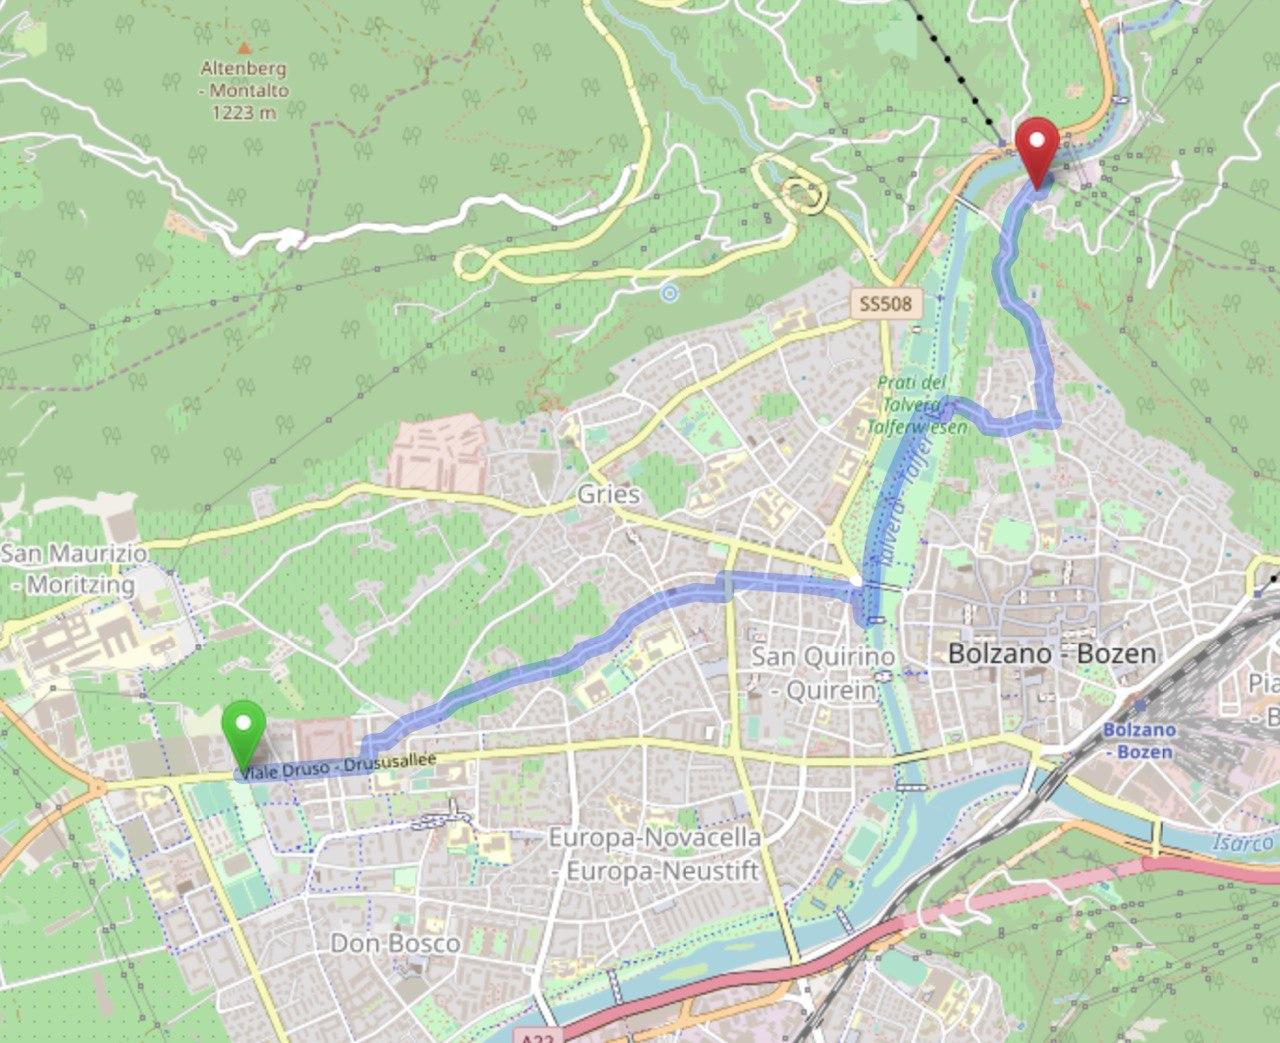 Altenberg
- Montalto
1223 m
SS508
Prati del
Talvera -
Talferwiesen
Talvera - Talfer
Gries
San Maurizio
- Moritzing
San Quirino
- Quirein
Bolzano - Bozen
Bolzano
- Bozen
Viale Druso - Drususallee
Europa-Novacella
- Europa-Neustift
Isarco
Don Bosco
A22